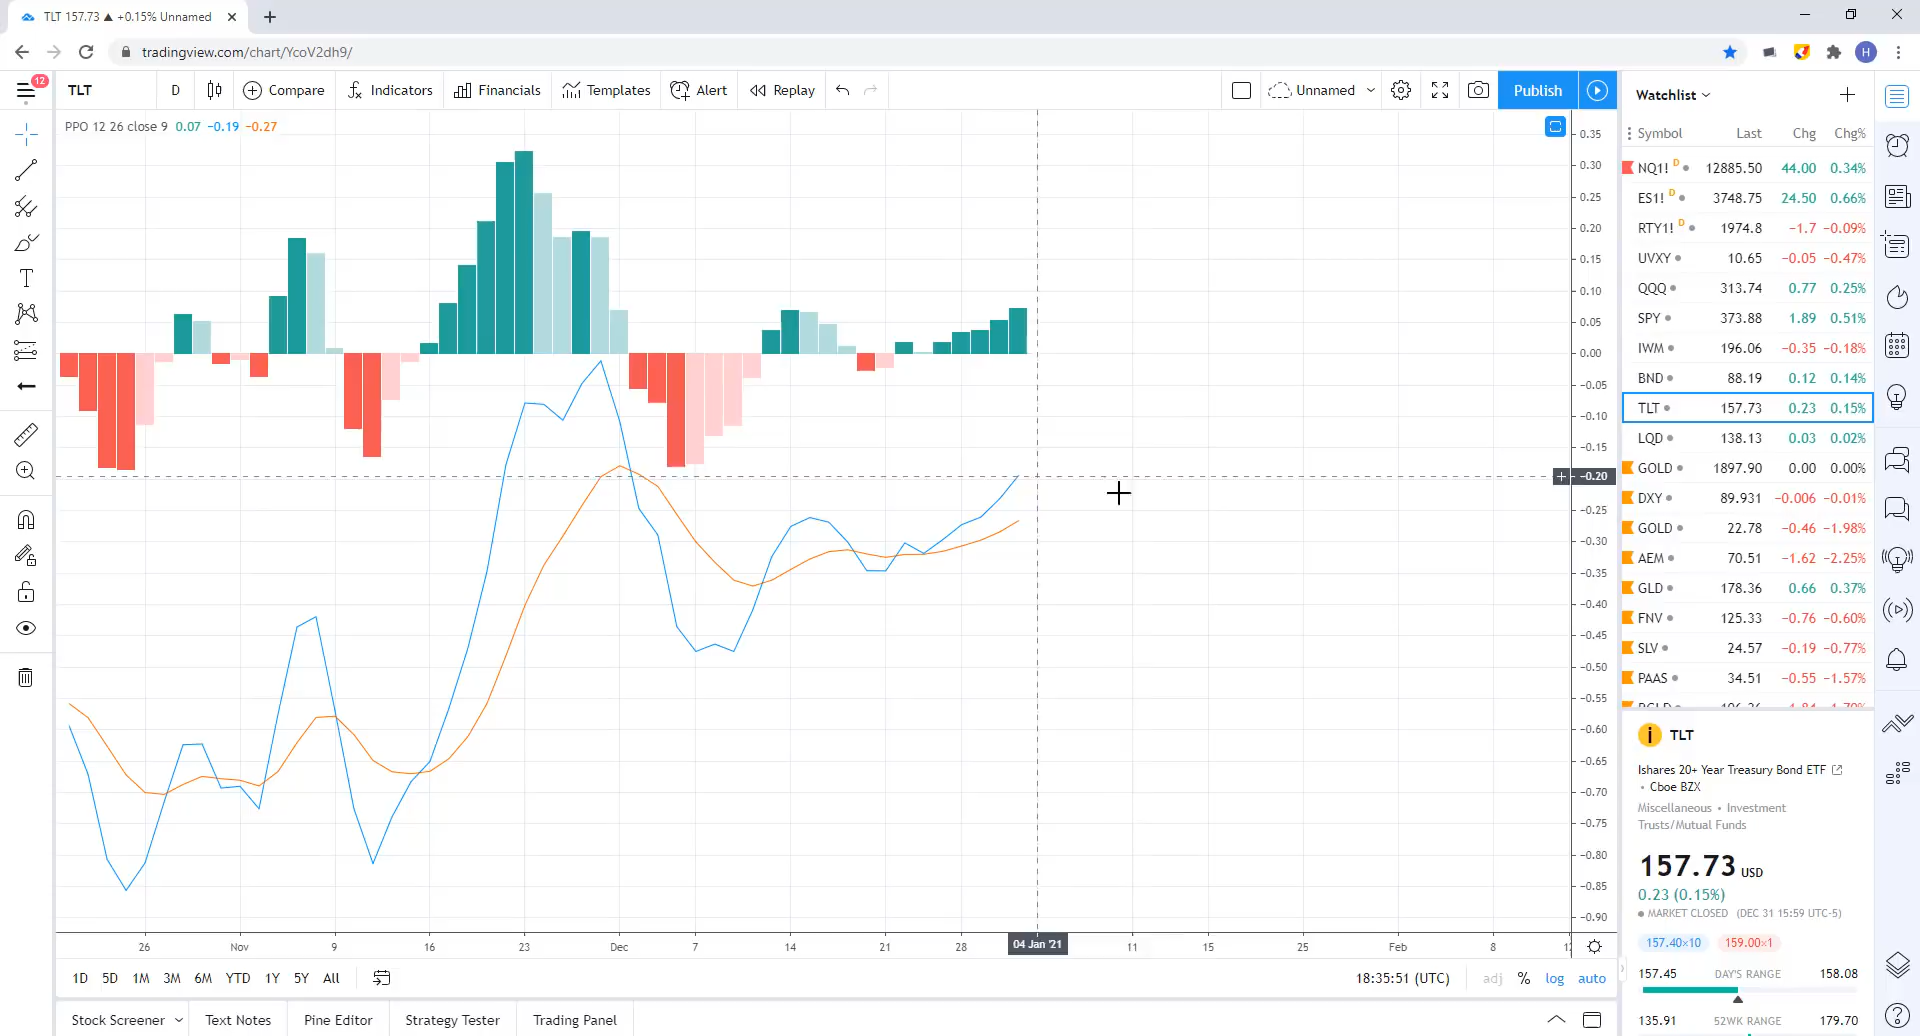 TLT 157.73 ▲ +0.15% Unnamed
tradingview.com/chart/YcoV2dh9/
H
12
TLT D Compare Indicators Financials Templates Alert Replay Unnamed Publish
PPO 12 26 close 9 0.07 −0.19 −0.27
0.35
0.30
0.25
0.20
0.15
0.10
0.05
0.00
−0.05
−0.10
−0.15
−0.20
−0.25
−0.30
−0.35
−0.40
−0.45
−0.50
−0.55
−0.60
−0.65
−0.70
−0.75
−0.80
−0.85
−0.90
26 Nov 9 16 23 Dec 7 14 21 28 04 Jan '21 11 15 25 Feb 8
1D 5D 1M 3M 6M YTD 1Y 5Y All 18:35:51 (UTC) adj % log auto
Stock Screener Text Notes Pine Editor Strategy Tester Trading Panel
Watchlist
Symbol Last Chg Chg%
NQ1! D 12885.50 44.00 0.34%
ES1! D 3748.75 24.50 0.66%
RTY1! D 1974.8 −1.7 −0.09%
UVXY 10.65 −0.05 −0.47%
QQQ 313.74 0.77 0.25%
SPY 373.88 1.89 0.51%
IWM 196.06 −0.35 −0.18%
BND 88.19 0.12 0.14%
TLT 157.73 0.23 0.15%
LQD 138.13 0.03 0.02%
GOLD 1897.90 0.00 0.00%
DXY 89.931 −0.006 −0.01%
GOLD 22.78 −0.46 −1.98%
AEM 70.51 −1.62 −2.25%
GLD 178.36 0.66 0.37%
FNV 125.33 −0.76 −0.60%
SLV 24.57 −0.19 −0.77%
PAAS 34.51 −0.55 −1.57%
TLT
Ishares 20+ Year Treasury Bond ETF
• Cboe BZX
Miscellaneous • Investment
Trusts/Mutual Funds
157.73 USD
0.23 (0.15%)
MARKET CLOSED (DEC 31 15:59 UTC-5)
157.40×10 159.00×1
157.45 DAY'S RANGE 158.08
135.91 52WK RANGE 179.70